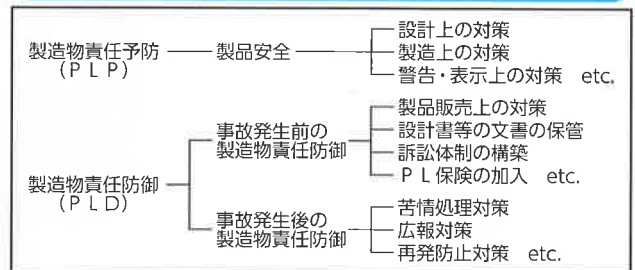 製造物責任予防
(ＰＬＰ)
製品安全
設計上の対策
製造上の対策
警告・表示上の対策　etc.
製造物責任防御
(ＰＬＤ)
事故発生前の
製造物責任防御
製品販売上の対策
設計書等の文書の保管
訴訟体制の構築
ＰＬ保険の加入　etc.
事故発生後の
製造物責任防御
苦情処理対策
広報対策
再発防止対策　etc.